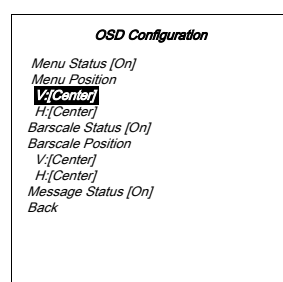 OSD Configuration
Menu Status [On]
Menu Position
V:[Center]
H:[Center]
Barscale Status [On]
Barscale Position
V:[Center]
H:[Center]
Message Status [On]
Back